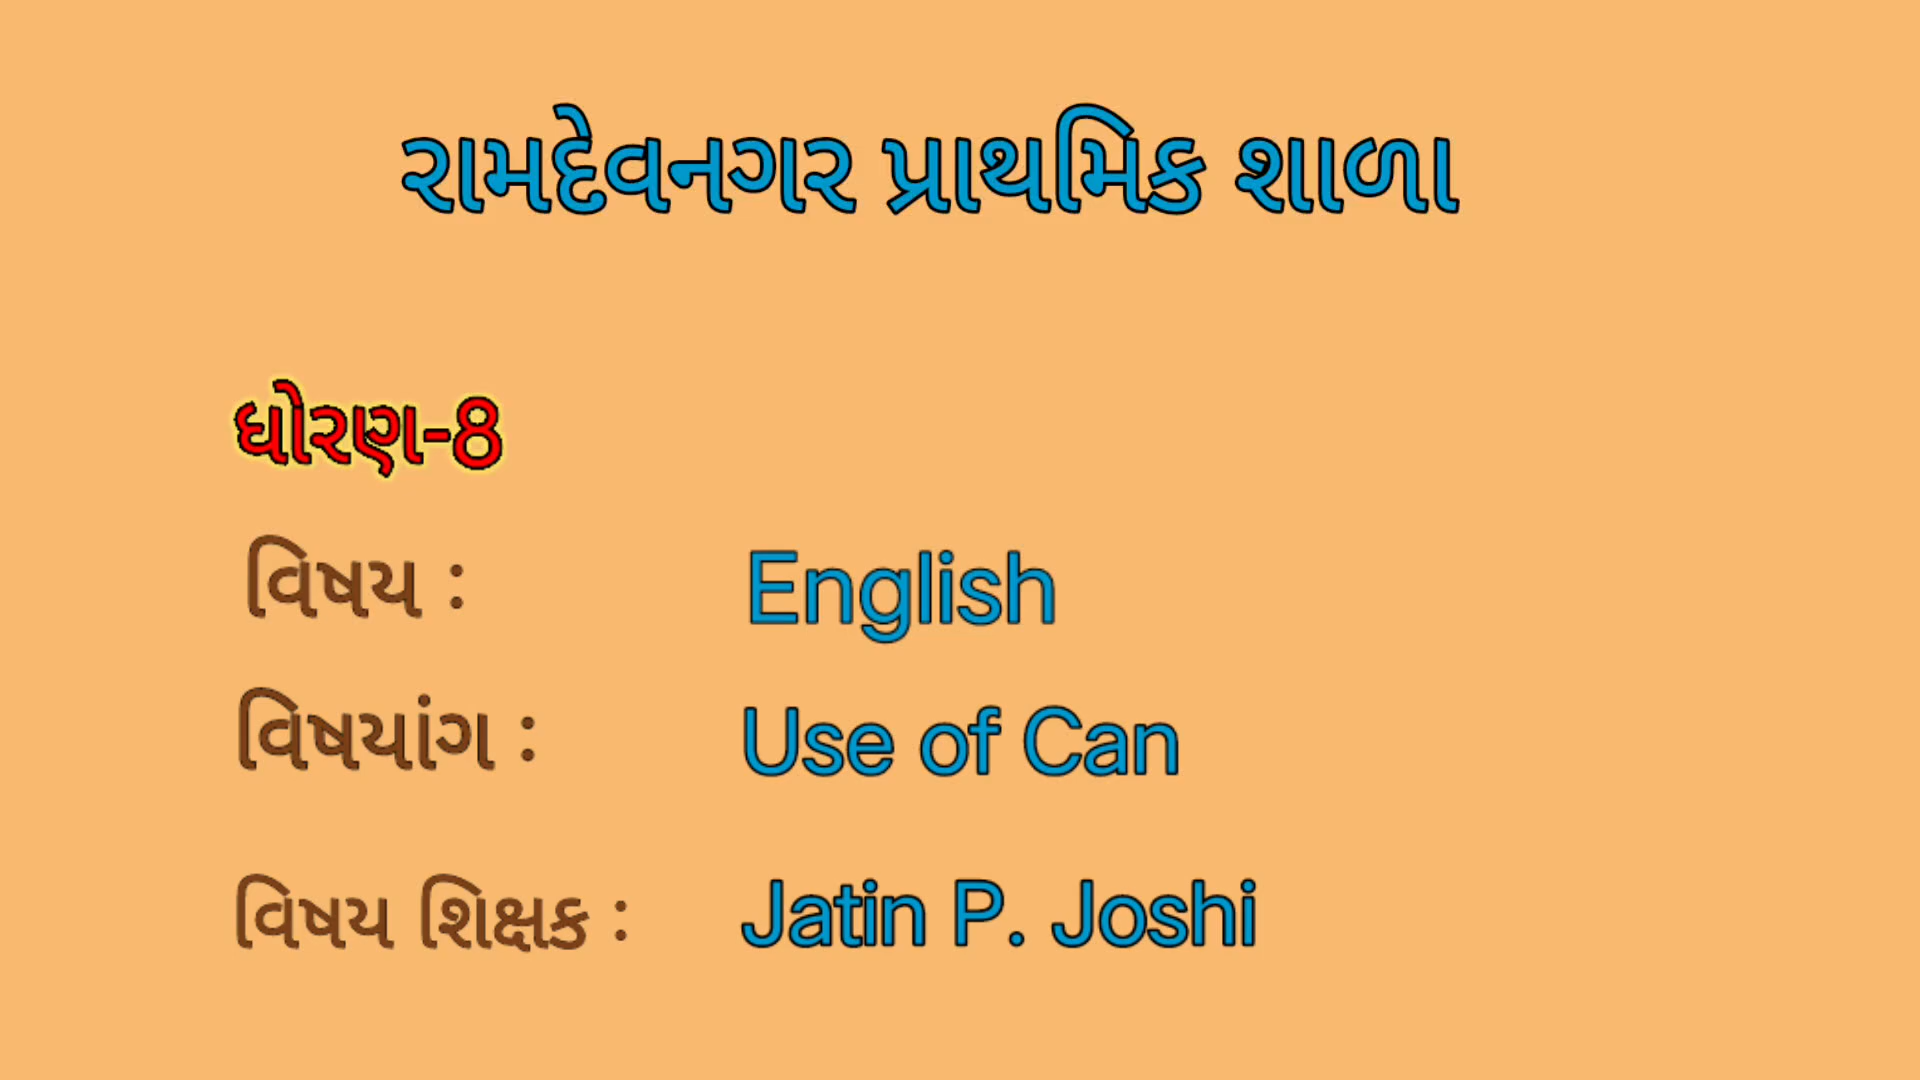 રામદેવનગર પ્રાથમિક શાળા
ધોરણ-8
વિષય : English
વિષયાંગ : Use of Can
વિષય શિક્ષક : Jatin P. Joshi